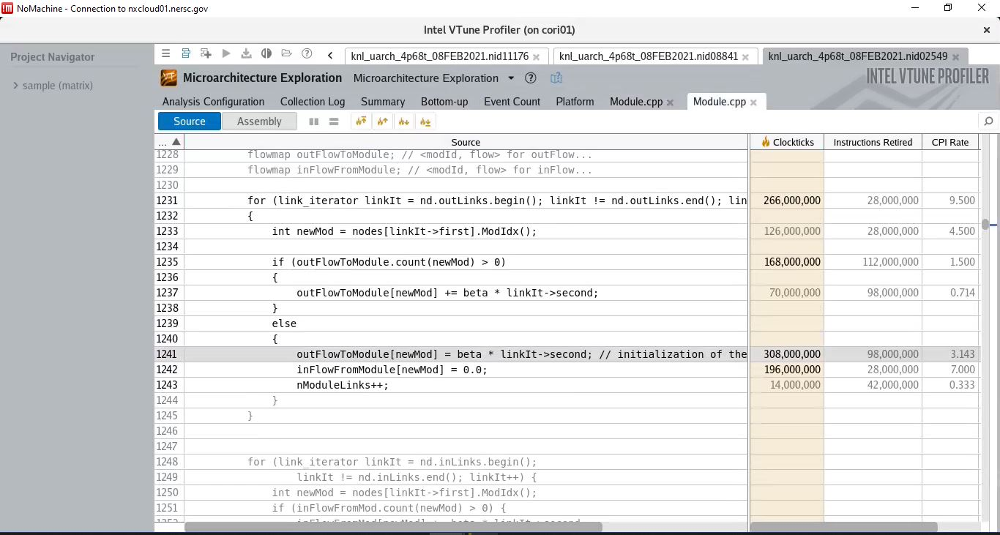 NoMachine - Connection to nxcloud01.nersc.gov
Intel VTune Profiler (on cori01)
Project Navigator
sample (matrix)
knl_uarch_4p68t_08FEB2021.nid11176
knl_uarch_4p68t_08FEB2021.nid08841
knl_uarch_4p68t_08FEB2021.nid02549
Microarchitecture Exploration Microarchitecture Exploration
INTEL VTUNE PROFILER
Analysis Configuration Collection Log Summary Bottom-up Event Count Platform Module.cpp Module.cpp
Source Assembly
... Source Clockticks Instructions Retired CPI Rate
1228 flowmap outFlowToModule; // <modId, flow> for outFlow...
1229 flowmap inFlowFromModule; // <modId, flow> for inFlow...
1230
1231 for (link_iterator linkIt = nd.outLinks.begin(); linkIt != nd.outLinks.end(); lin 266,000,000 28,000,000 9.500
1232 {
1233 int newMod = nodes[linkIt->first].ModIdx(); 126,000,000 28,000,000 4.500
1234
1235 if (outFlowToModule.count(newMod) > 0) 168,000,000 112,000,000 1.500
1236 {
1237 outFlowToModule[newMod] += beta * linkIt->second; 70,000,000 98,000,000 0.714
1238 }
1239 else
1240 {
1241 outFlowToModule[newMod] = beta * linkIt->second; // initialization of the 308,000,000 98,000,000 3.143
1242 inFlowFromModule[newMod] = 0.0; 196,000,000 28,000,000 7.000
1243 nModuleLinks++; 14,000,000 42,000,000 0.333
1244 }
1245 }
1246
1247
1248 for (link_iterator linkIt = nd.inLinks.begin();
1249 linkIt != nd.inLinks.end(); linkIt++) {
1250 int newMod = nodes[linkIt->first].ModIdx();
1251 if (inFlowFromMod.count(newMod) > 0) {